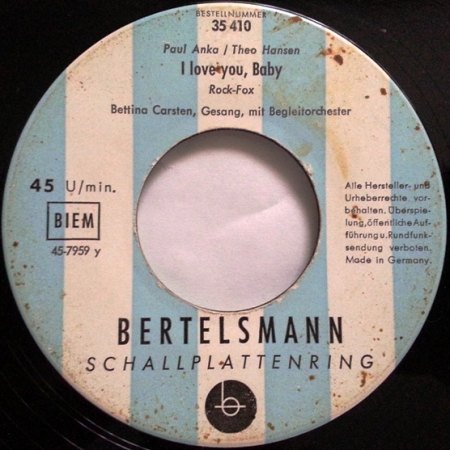 BESTELLNUMMER
35 410
Paul Anka / Theo Hansen
I love you, Baby
Rock-Fox
Bettina Carsten, Gesang, mit Begleitorchester
45 U/min.
BIEM
45-7959 y
Alle Hersteller- und
Urheberrechte vor-
behalten. Überspie-
lung, öffentliche Auf-
führung u. Rundfunk-
sendung verboten.
Made in Germany.
BERTELSMANN
SCHALLPLATTENRING
b